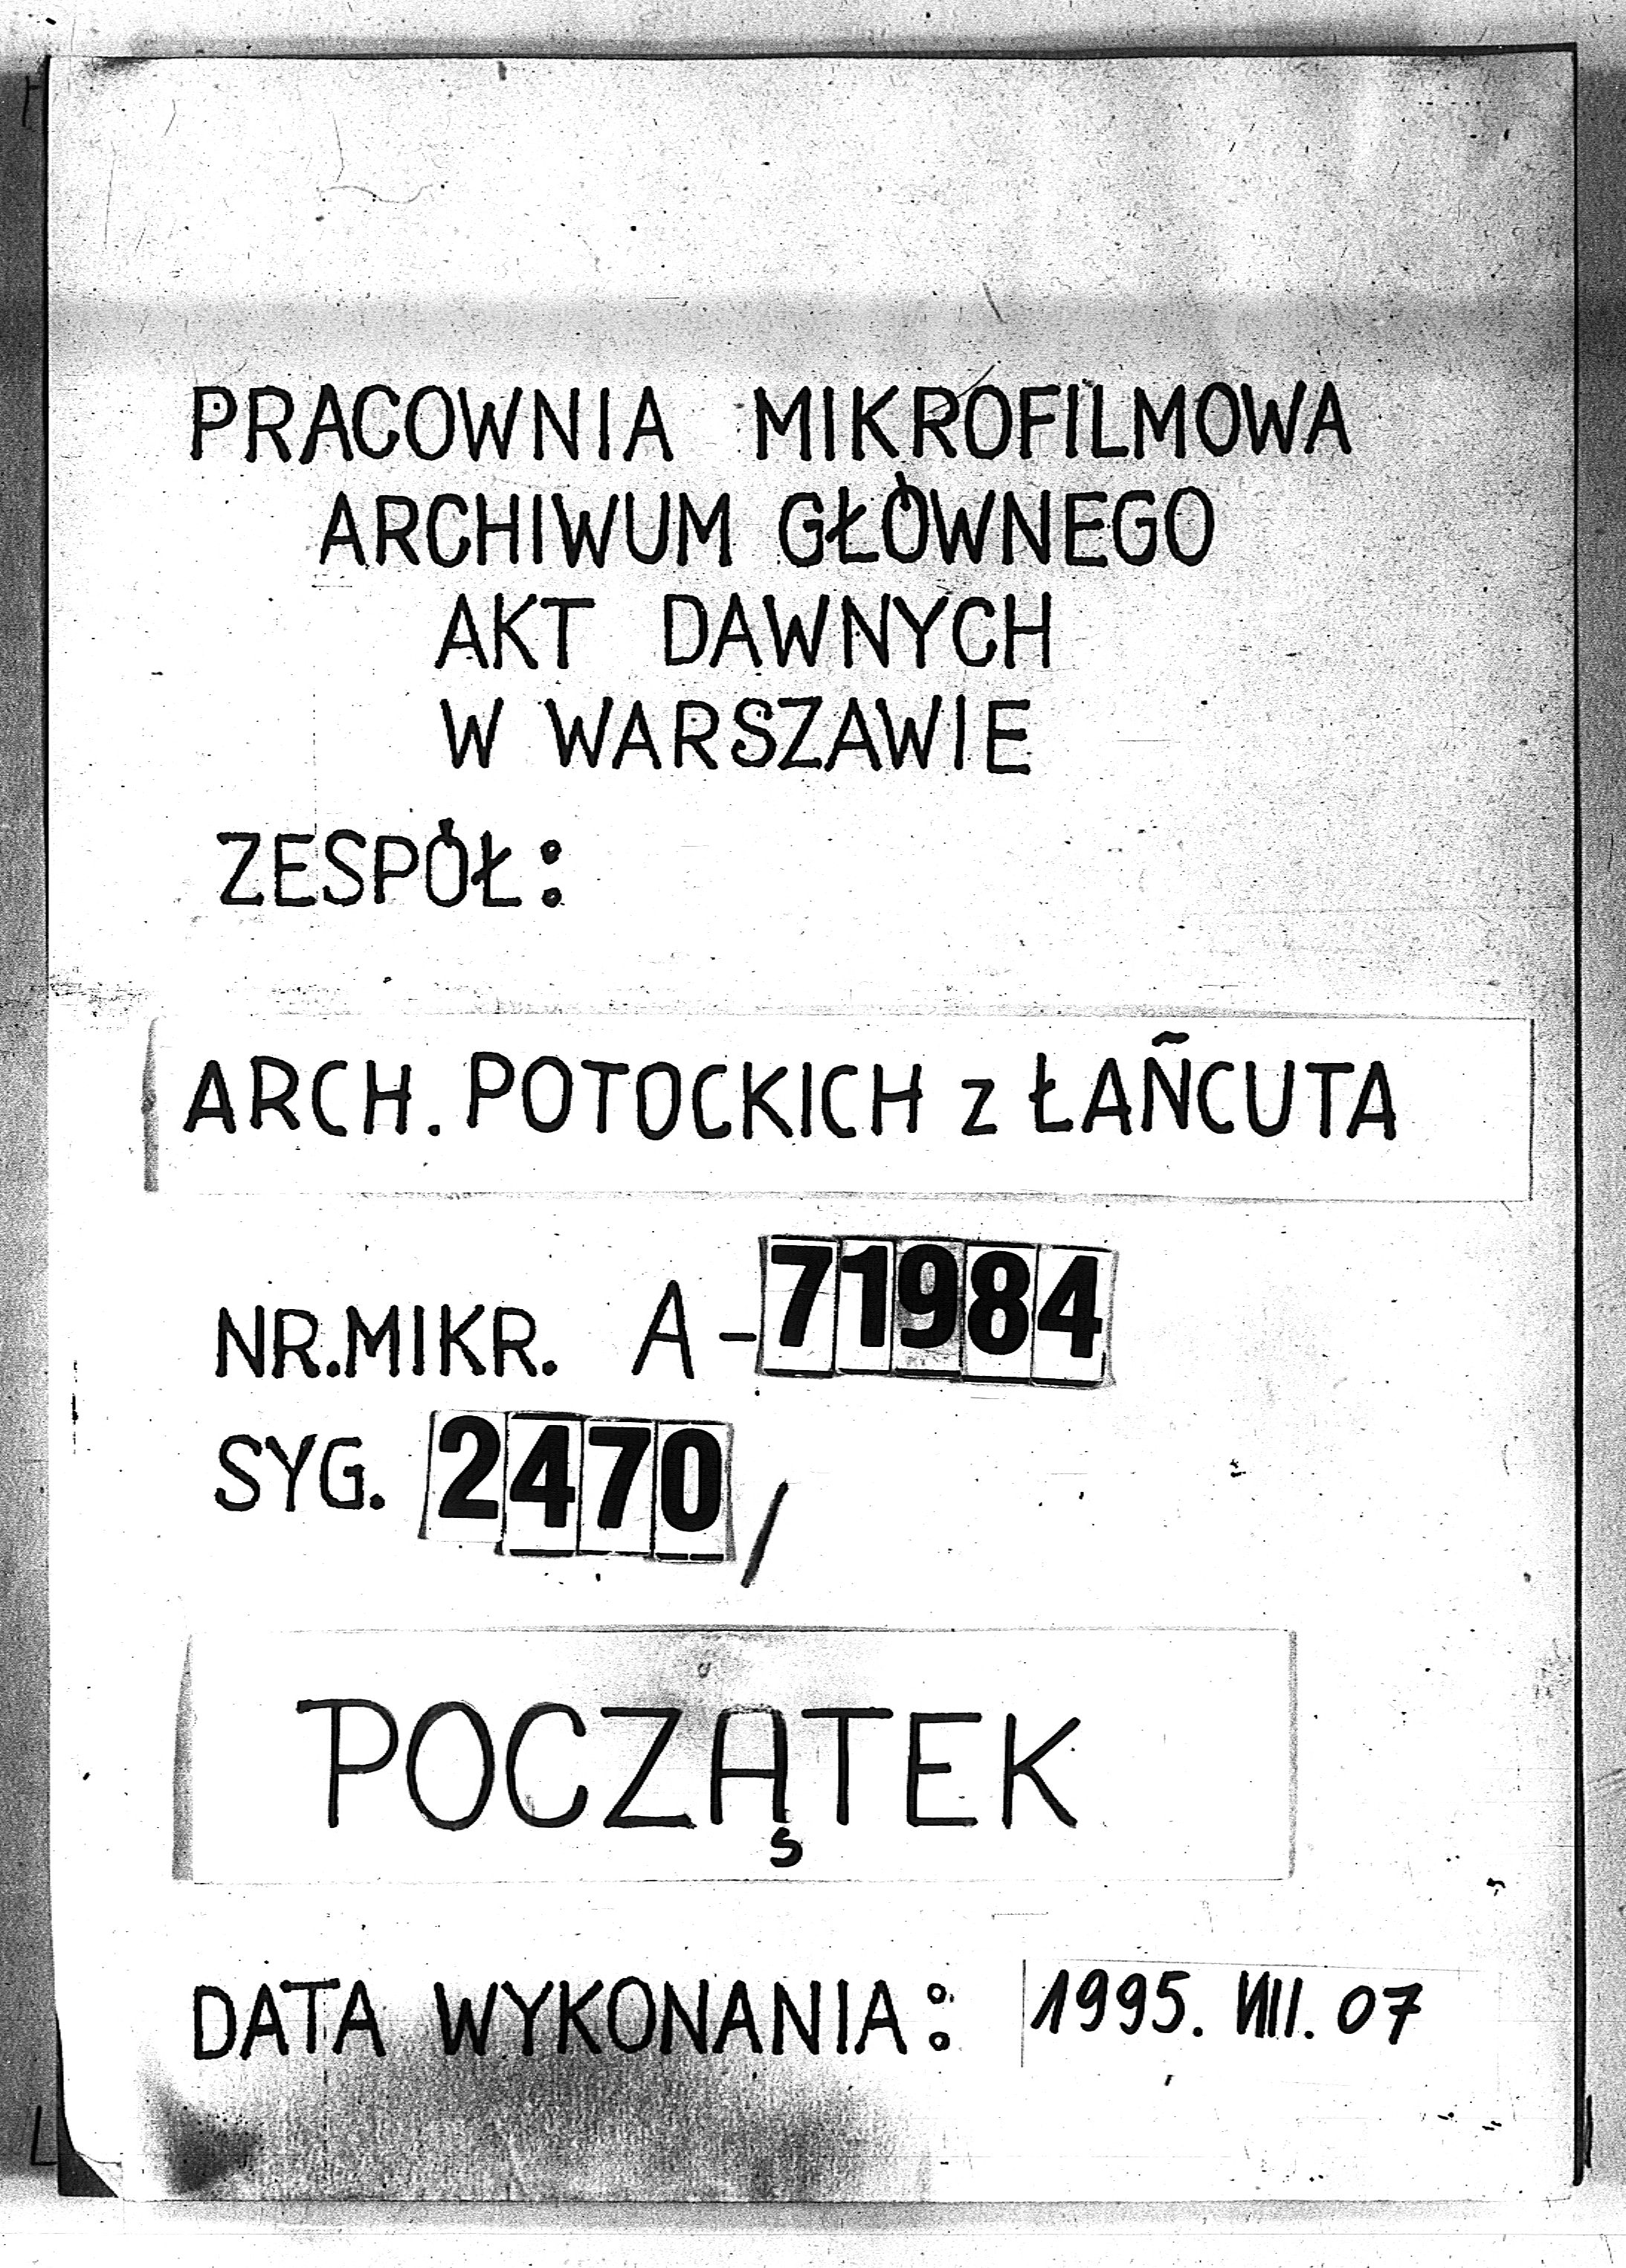 PRACOWNIA MIKROFILMOWA
ARCHIWUM GŁÓWNEGO
AKT DAWNYCH
W WARSZAWIE
ZESPÓŁ:
ARCH. POTOCKICH z ŁAŃCUTA
NR.MIKR. A-71984
SYG. 2470/
POCZĄTEK
DATA WYKONANIA: 1995. VIII. 07